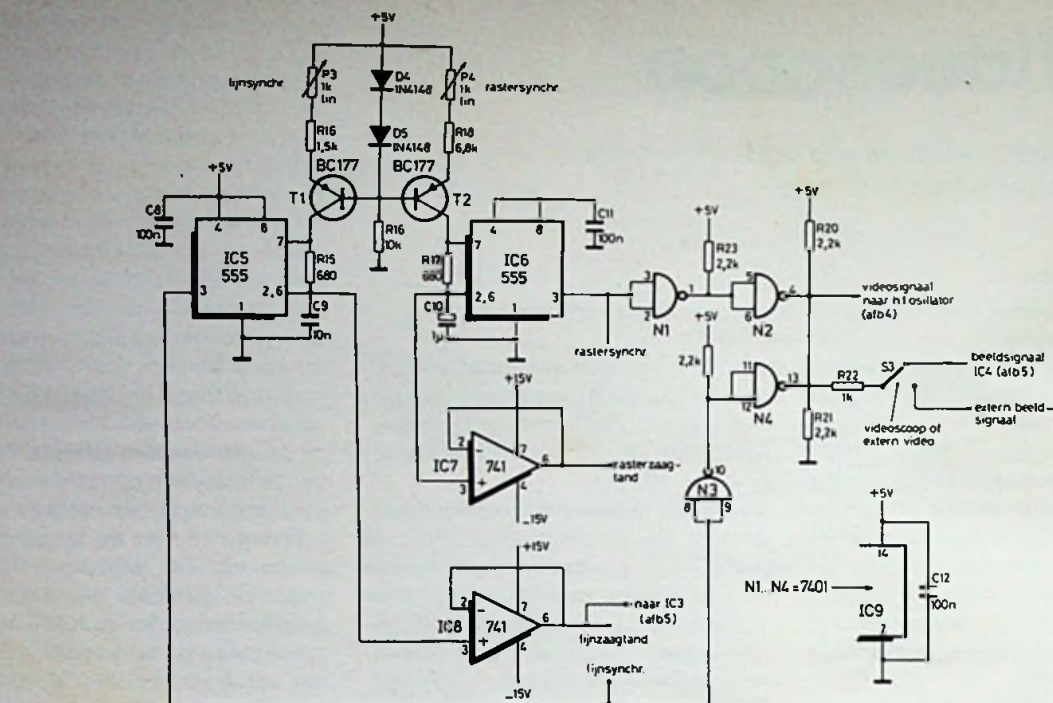 +5V
lijnsynchr.
P3
1k
lin
D4
1N4148
P4
1k
lin
rastersynchr.
R16
1,5k
D5
1N4148
R18
6,8k
BC177
BC177
T1
T2
+5V
C8
100n
4
8
7
IC5
555
3
2,6
1
R15
680
C9
10n
R16
10k
R17
680
C10
1µ
4
8
7
IC6
555
2,6
3
1
C11
100n
rastersynchr
+5V
R23
2,2k
3
2
1
N1
5
6
4
N2
+5V
R20
2,2k
videosignaal
naar hf osillator
(afb4)
+5V
2,2k
11
12
13
N4
R22
1k
S3
beeldsignaal
IC4 (afb5)
extern beeld-
signaal
videoscoop of
extern video
R21
2,2k
+15V
IC7
741
2
3
7
6
4
-
+
_15V
rasterzaag-
tand
10
N3
8
9
+5V
14
N1...N4 = 7401
IC9
2
C12
100n
+15V
IC8
741
2
3
7
6
4
-
+
_15V
naar IC3
(afb5)
lijnzaagtand
lijnsynchr.